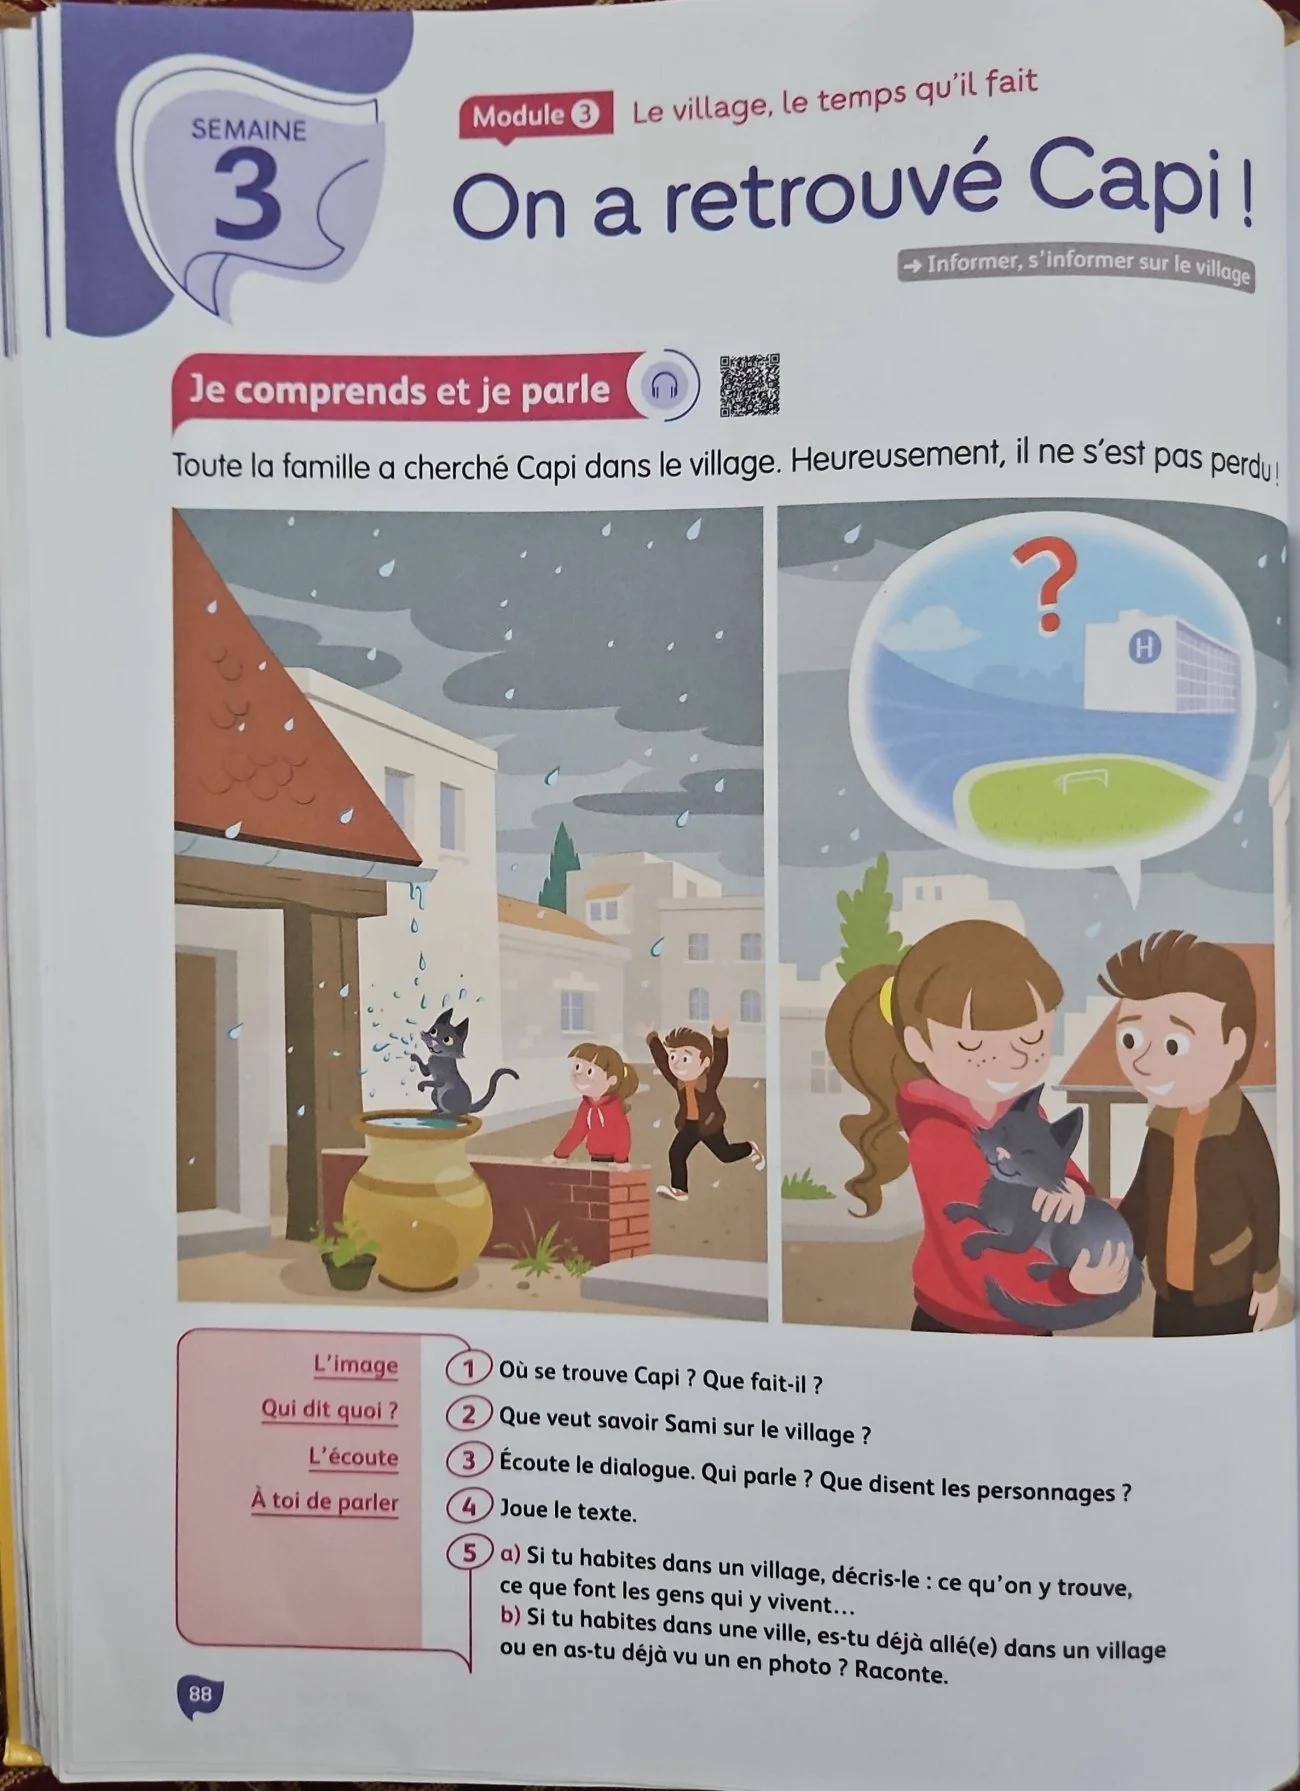 SEMAINE
3
Module 3 Le village, le temps qu'il fait
On a retrouvé Capi !
→ Informer, s'informer sur le village
Je comprends et je parle
Toute la famille a cherché Capi dans le village. Heureusement, il ne s'est pas perdu !
?
H
L'image
1 Où se trouve Capi ? Que fait-il ?
Qui dit quoi ?
2 Que veut savoir Sami sur le village ?
L'écoute
3 Écoute le dialogue. Qui parle ? Que disent les personnages ?
À toi de parler
4 Joue le texte.
5 a) Si tu habites dans un village, décris-le : ce qu'on y trouve,
ce que font les gens qui y vivent...
b) Si tu habites dans une ville, es-tu déjà allé(e) dans un village
ou en as-tu déjà vu un en photo ? Raconte.
88